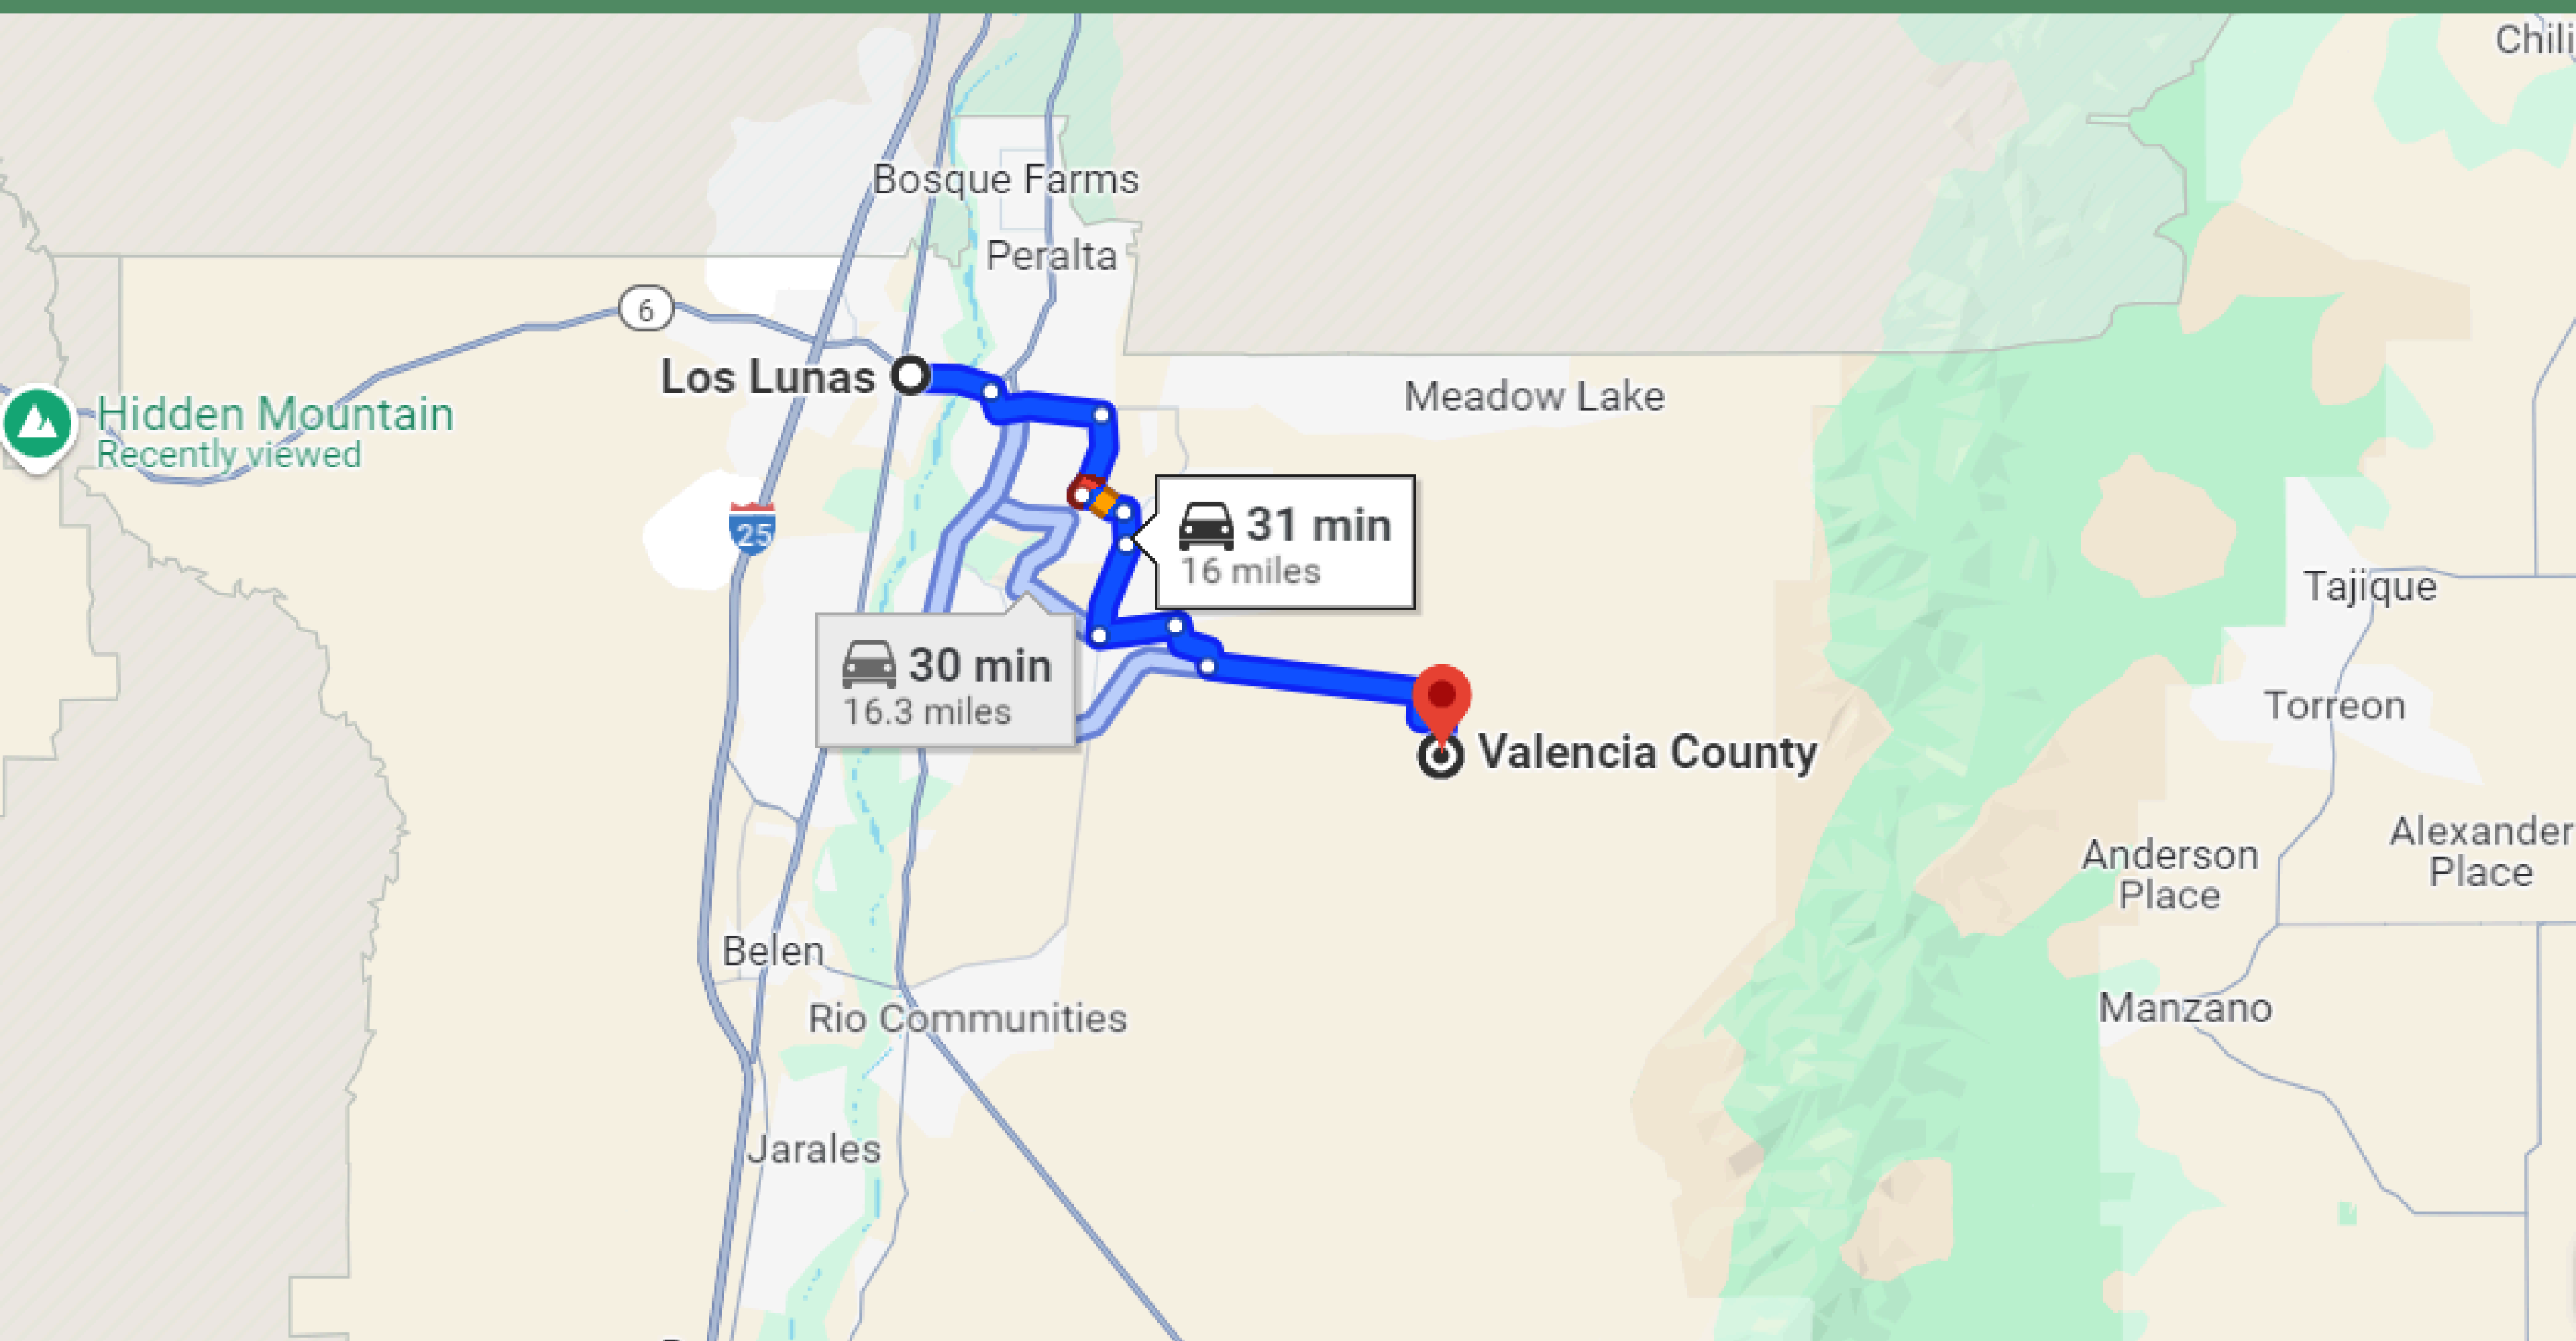 Chili
Bosque Farms
Peralta
6
Los Lunas
Meadow Lake
Hidden Mountain
Recently viewed
25
31 min
16 miles
Tajique
30 min
16.3 miles
Torreon
Valencia County
Alexander
Place
Anderson
Place
Belen
Manzano
Rio Communities
Jarales